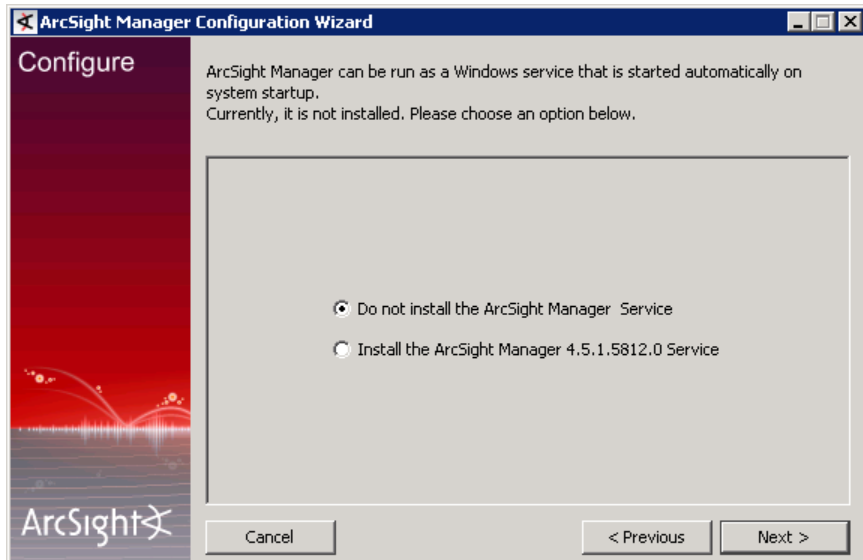 ArcSight Manager Configuration Wizard
Configure
ArcSight Manager can be run as a Windows service that is started automatically on
system startup.
Currently, it is not installed. Please choose an option below.
Do not install the ArcSight Manager  Service
Install the ArcSight Manager 4.5.1.5812.0 Service
ArcSight
Cancel
< Previous
Next >